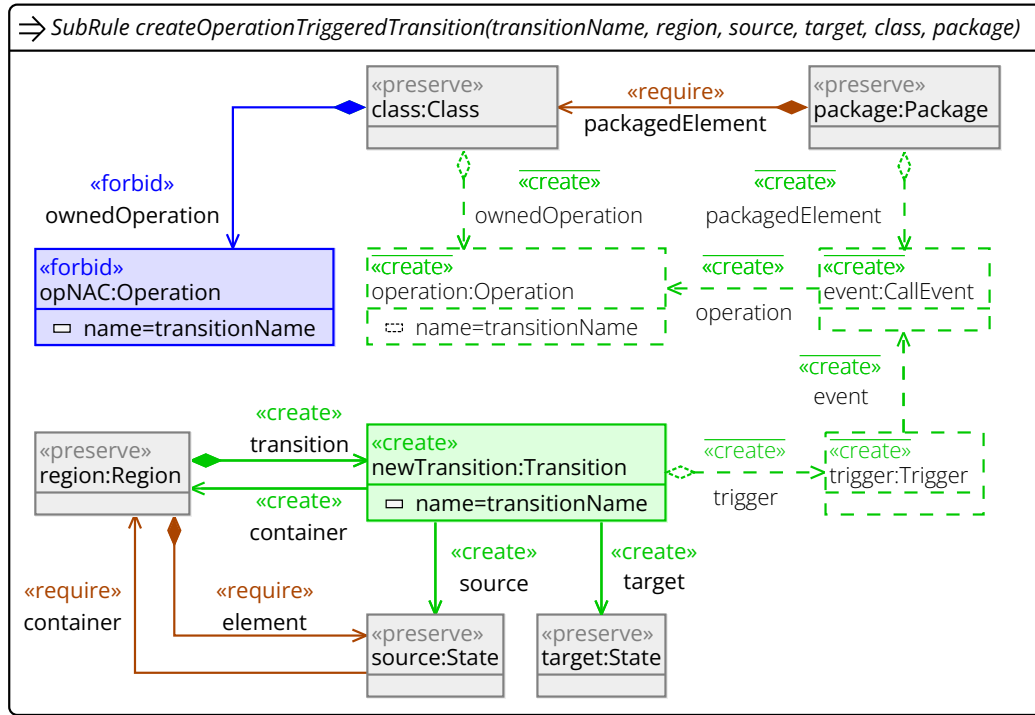 SubRule createOperationTriggeredTransition(transitionName, region, source, target, class, package)
«preserve»
class:Class
«require»
packagedElement
«preserve»
package:Package
«forbid»
ownedOperation
«create»
ownedOperation
«create»
packagedElement
«forbid»
opNAC:Operation
name=transitionName
«create»
operation:Operation
name=transitionName
«create»
operation
«create»
event:CallEvent
«create»
event
«preserve»
region:Region
«create»
transition
«create»
container
«create»
newTransition:Transition
name=transitionName
«create»
trigger
«create»
trigger:Trigger
«create»
source
«create»
target
«require»
container
«require»
element
«preserve»
source:State
«preserve»
target:State